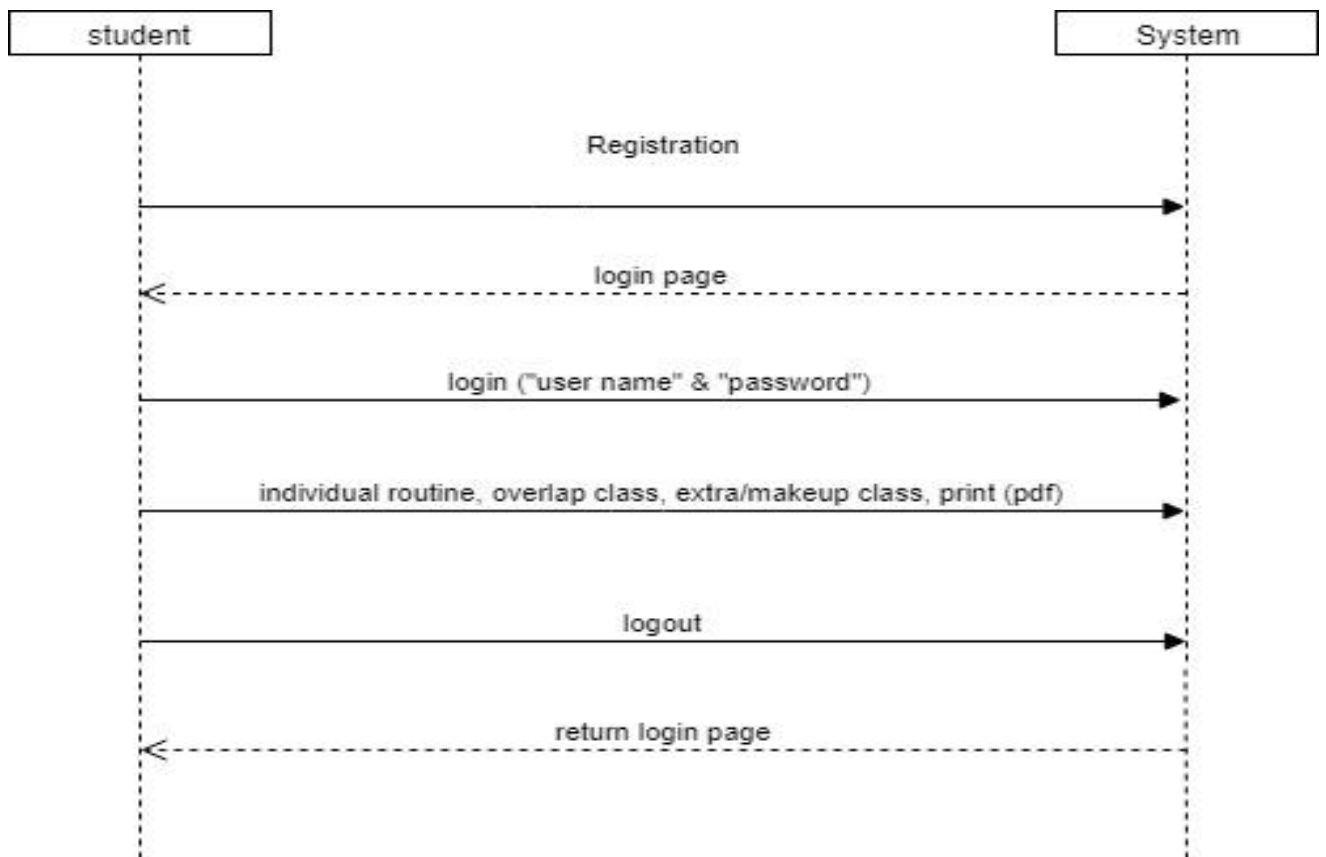 student
System
Registration
login page
login ("user name" & "password")
individual routine, overlap class, extra/makeup class, print (pdf)
logout
return login page